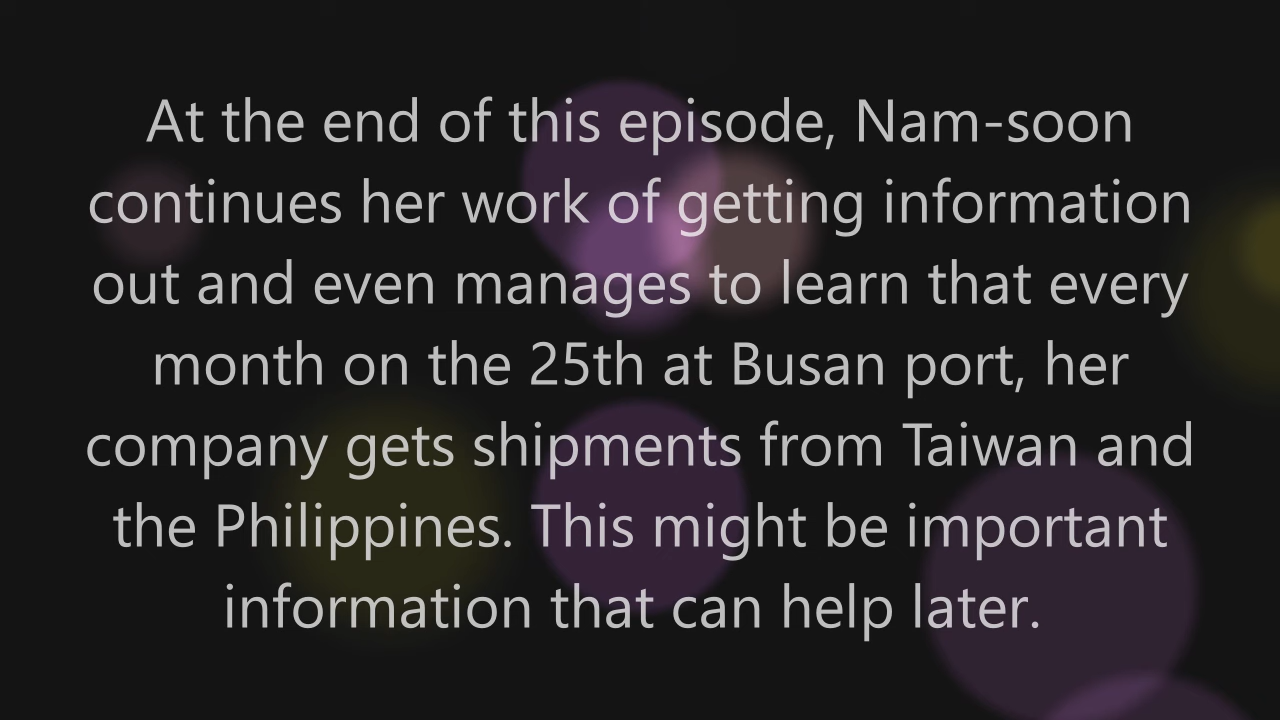 At the end of this episode, Nam-soon
continues her work of getting information
out and even manages to learn that every
month on the 25th at Busan port, her
company gets shipments from Taiwan and
the Philippines. This might be important
information that can help later.